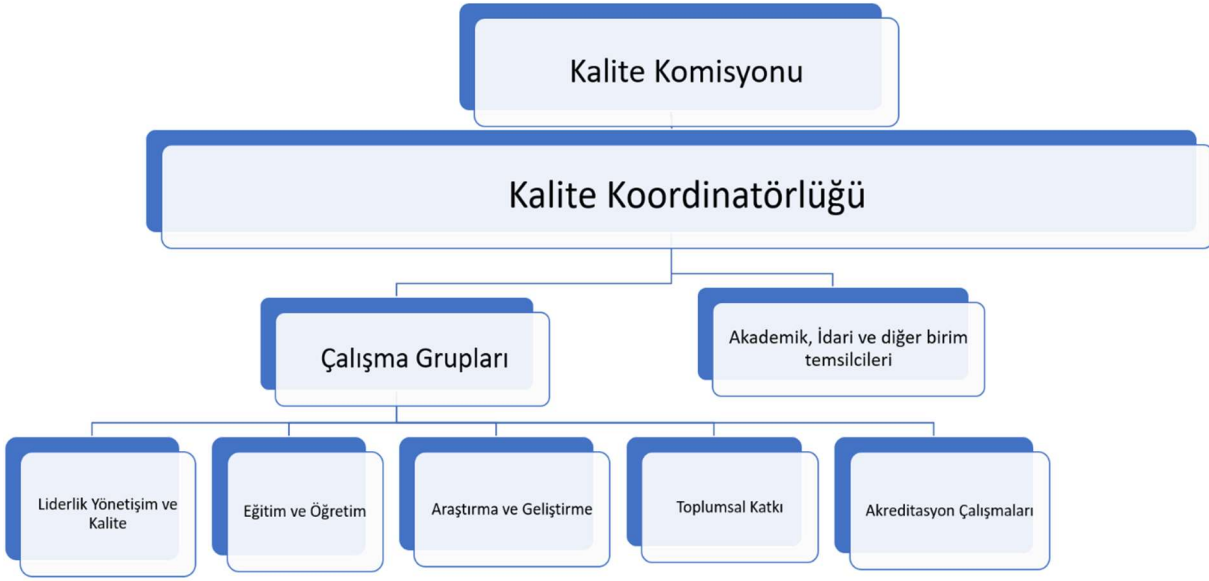 Kalite Komisyonu
Kalite Koordinatörlüğü
Çalışma Grupları
Akademik, İdari ve diğer birim
temsilcileri
Liderlik Yönetişim ve
Kalite
Eğitim ve Öğretim
Araştırma ve Geliştirme
Toplumsal Katkı
Akreditasyon Çalışmaları